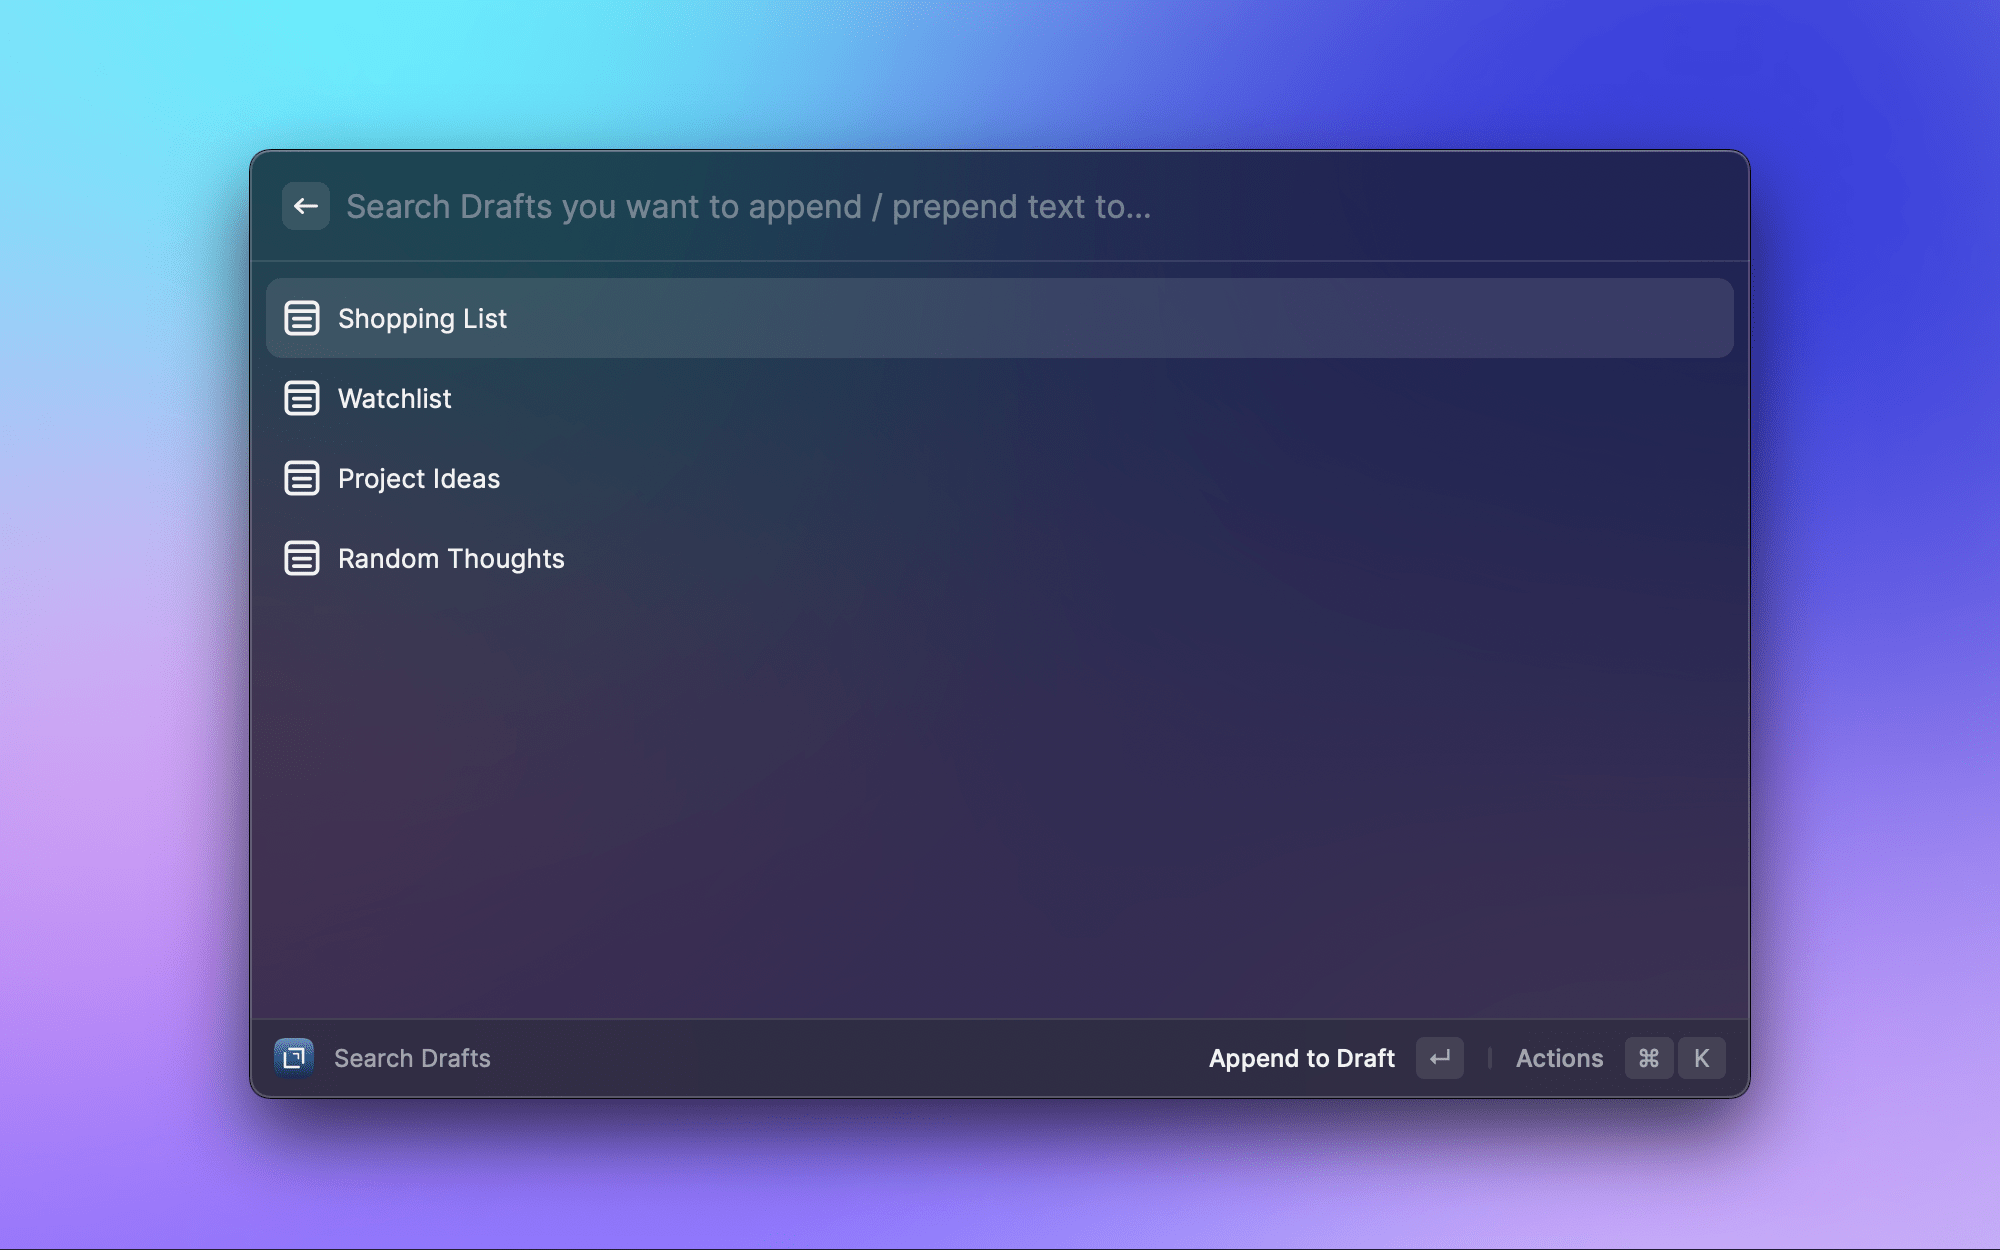 Search Drafts you want to append / prepend text to...
Shopping List
Watchlist
Project Ideas
Random Thoughts
Search Drafts
Append to Draft ↵ Actions ⌘ K